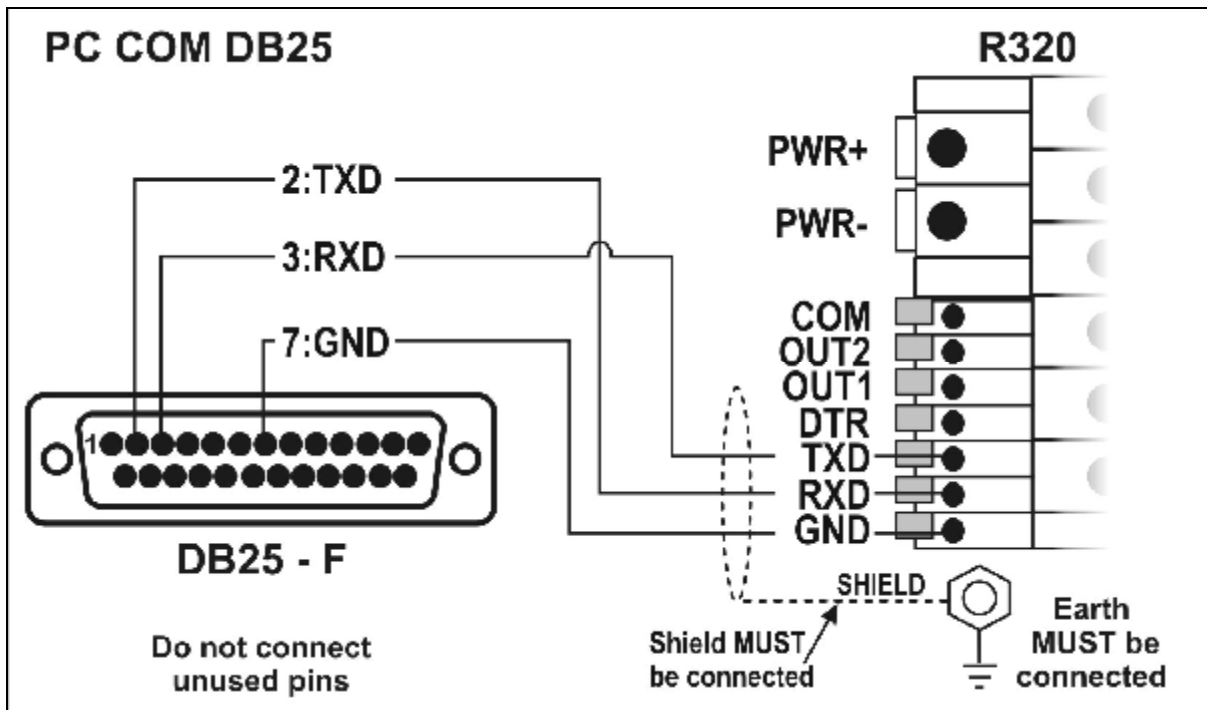 PC COM DB25
R320
PWR+
2:TXD
PWR-
3:RXD
COM
7:GND
OUT2
OUT1
DTR
1
TXD
RXD
GND
DB25 - F
SHIELD
Do not connect
unused pins
Shield MUST
be connected
Earth
MUST be
connected